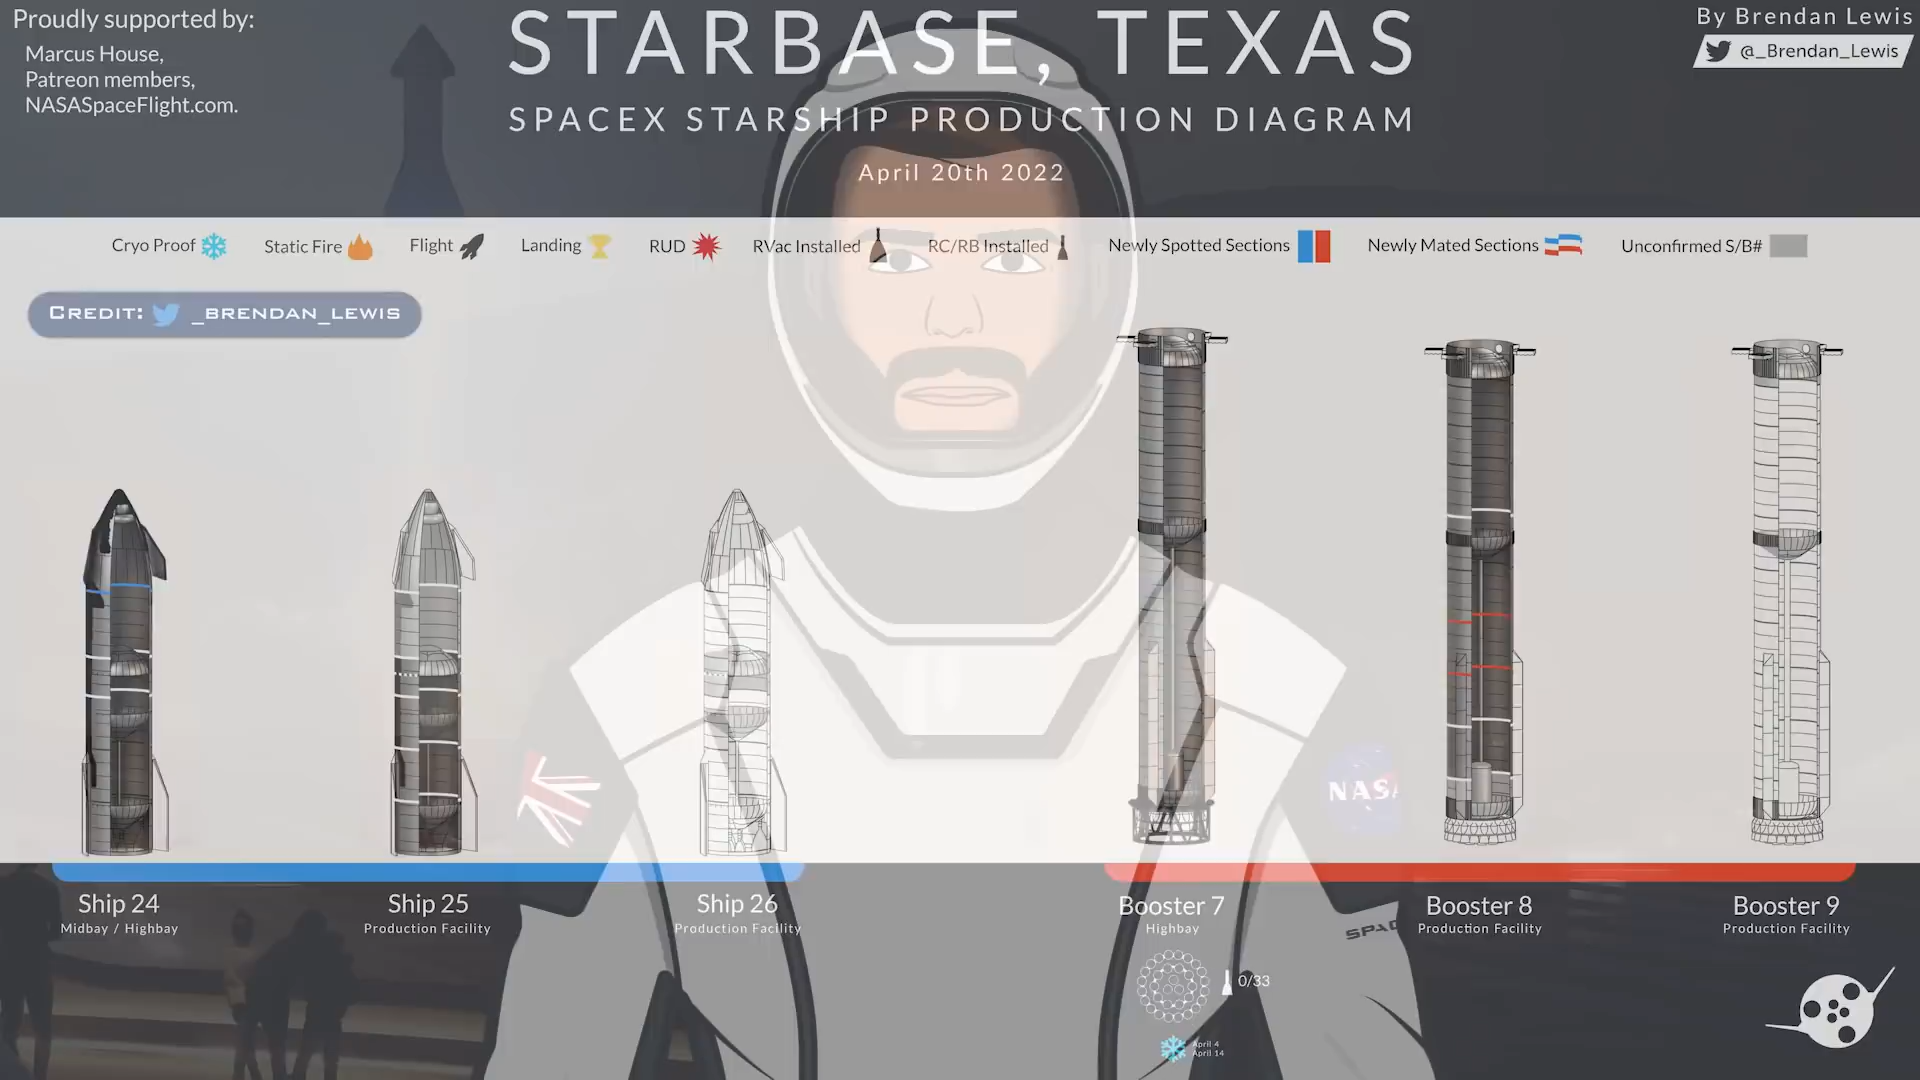 Proudly supported by:
Marcus House,
Patreon members,
NASASpaceFlight.com.
STARBASE, TEXAS
SPACEX STARSHIP PRODUCTION DIAGRAM
April 20th 2022
By Brendan Lewis
@_Brendan_Lewis
Cryo Proof
Static Fire
Flight
Landing
RUD
RVac Installed
RC/RB Installed
Newly Spotted Sections
Newly Mated Sections
Unconfirmed S/B#
CREDIT: _BRENDAN_LEWIS
NASA
Ship 24
Midbay / Highbay
Ship 25
Production Facility
Ship 26
Production Facility
Booster 7
Highbay
Booster 8
Production Facility
Booster 9
Production Facility
SPAC
0/33
April 4
April 14